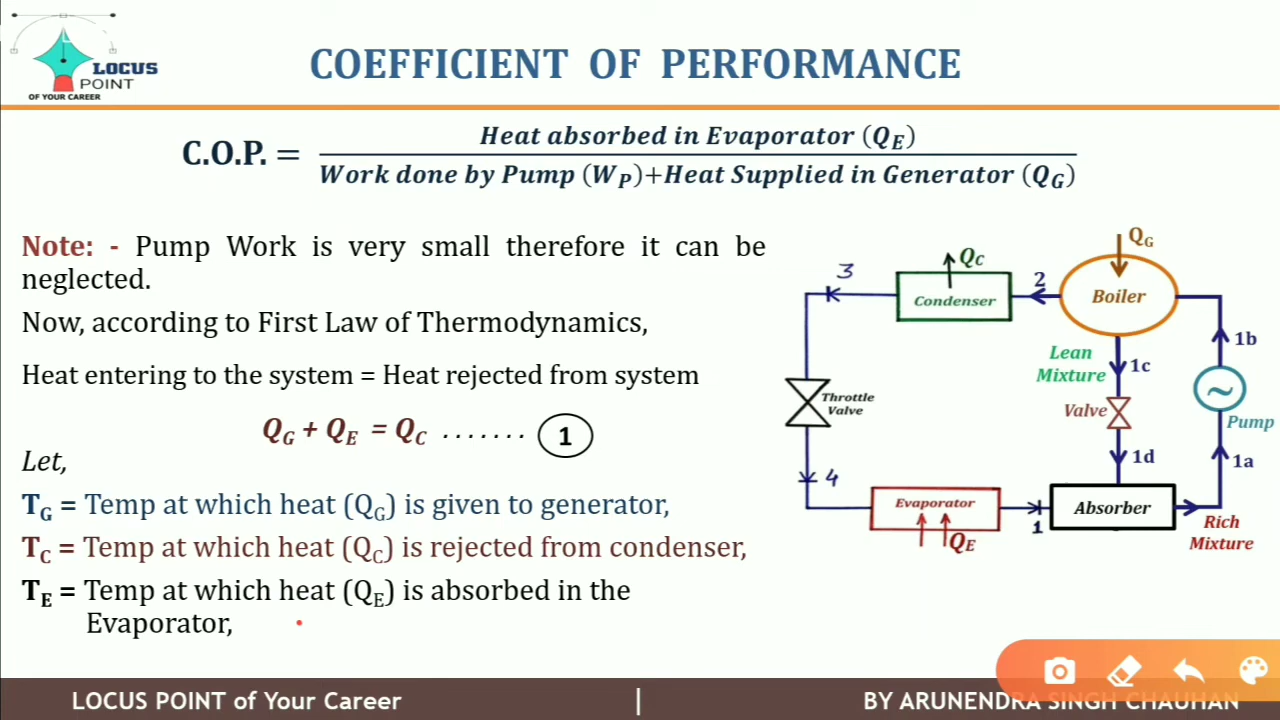 LOCUS
POINT
OF YOUR CAREER
COEFFICIENT OF PERFORMANCE
C.O.P. = Heat absorbed in Evaporator (Q_E)
Work done by Pump (W_P)+Heat Supplied in Generator (Q_G)
Note: - Pump Work is very small therefore it can be
neglected.
Now, according to First Law of Thermodynamics,
Heat entering to the system = Heat rejected from system
Q_G + Q_E = Q_C ....... 1
Let,
T_G = Temp at which heat (Q_G) is given to generator,
T_C = Temp at which heat (Q_C) is rejected from condenser,
T_E = Temp at which heat (Q_E) is absorbed in the
Evaporator,
Q_G
Q_C
3
2
Condenser
Boiler
1b
Lean
Mixture
1c
Throttle
Valve
Valve
Pump
1d
1a
4
Evaporator
Absorber
1
Q_E
Rich
Mixture
LOCUS POINT of Your Career | BY ARUNENDRA SINGH CHAUHAN